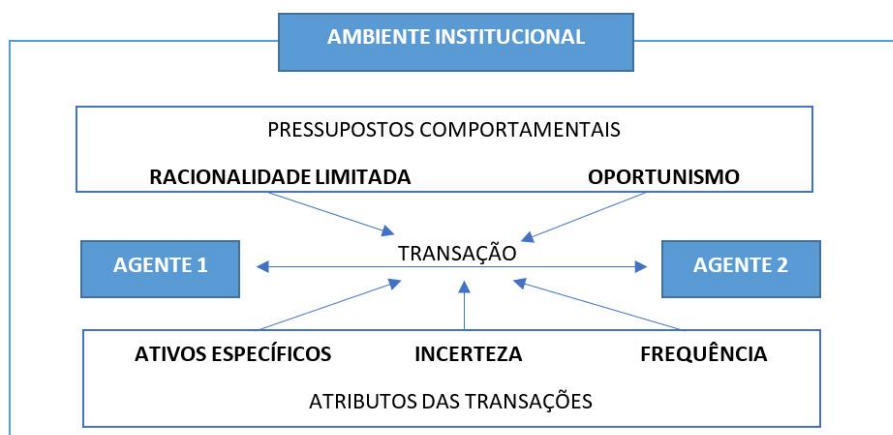 AMBIENTE INSTITUCIONAL
PRESSUPOSTOS COMPORTAMENTAIS
RACIONALIDADE LIMITADA OPORTUNISMO
TRANSAÇÃO
AGENTE 1 AGENTE 2
ATIVOS ESPECÍFICOS INCERTEZA FREQUÊNCIA
ATRIBUTOS DAS TRANSAÇÕES